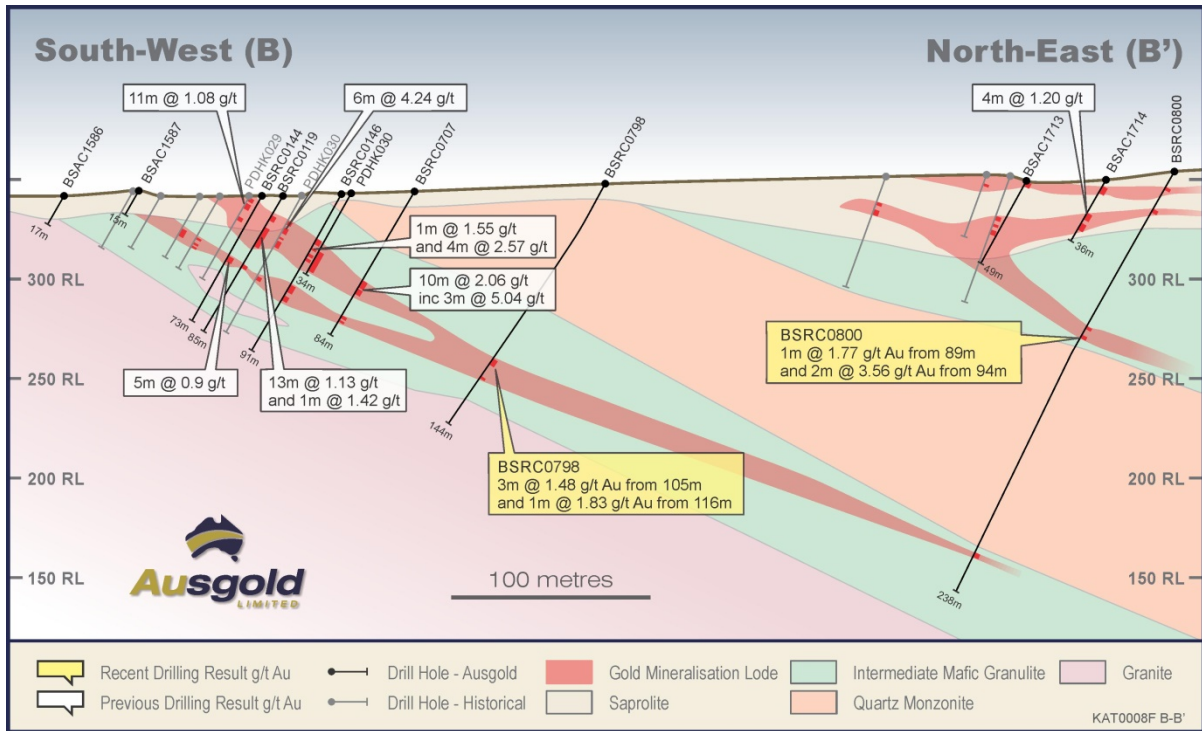 South-West (B)
North-East (B')
11m @ 1.08 g/t
6m @ 4.24 g/t
4m @ 1.20 g/t
BSAC1586
BSAC1587
PDHK029
BSRC0144
BSRC0119
PDHK030
BSRC0146
PDHK030
BSRC0707
BSRC0798
BSAC1713
BSAC1714
BSRC0800
17m
15m
1m @ 1.55 g/t
and 4m @ 2.57 g/t
34m
10m @ 2.06 g/t
inc 3m @ 5.04 g/t
49m
36m
300 RL
300 RL
73m
85m
91m
84m
BSRC0800
1m @ 1.77 g/t Au from 89m
and 2m @ 3.56 g/t Au from 94m
5m @ 0.9 g/t
13m @ 1.13 g/t
and 1m @ 1.42 g/t
250 RL
250 RL
144m
BSRC0798
3m @ 1.48 g/t Au from 105m
and 1m @ 1.83 g/t Au from 116m
200 RL
200 RL
Ausgold
LIMITED
100 metres
150 RL
150 RL
238m
Recent Drilling Result g/t Au
Drill Hole - Ausgold
Gold Mineralisation Lode
Intermediate Mafic Granulite
Granite
Previous Drilling Result g/t Au
Drill Hole - Historical
Saprolite
Quartz Monzonite
KAT0008F B-B'